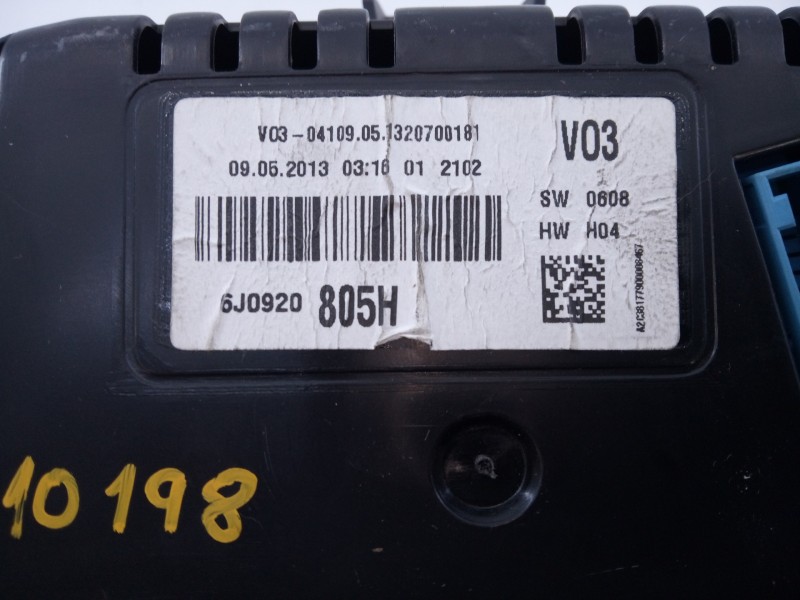 V03-04109.05.1320700181
09.05.2013 03:16 01 2102
V03
SW 0608
HW H04
6J0920 805H
A2C38177900006457
10198